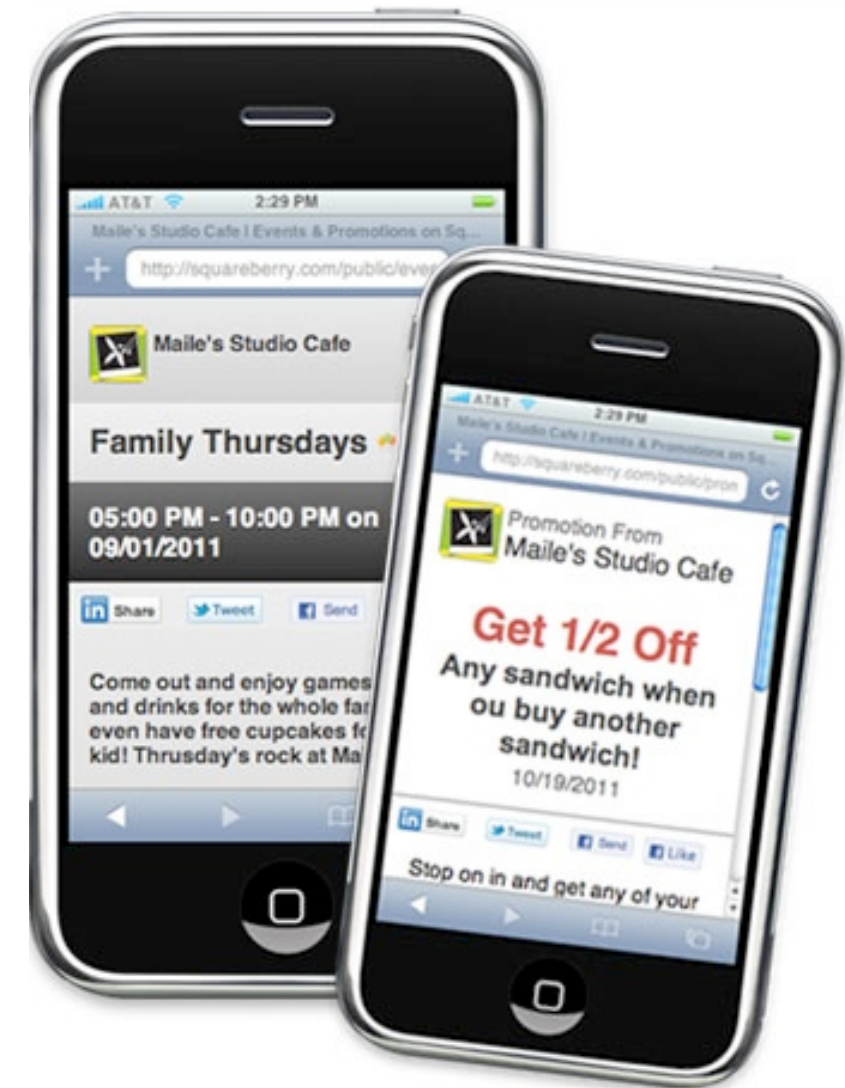 AT&T 2:29 PM
Maile's Studio Cafe | Events & Promotions on Sq...
http://squareberry.com/public/even
Maile's Studio Cafe
Family Thursdays
05:00 PM - 10:00 PM on
09/01/2011
in Share Tweet f Send
Come out and enjoy games
and drinks for the whole
even have free cupcakes
kid! Thrusday's rock at
AT&T 2:29 PM
Maile's Studio Cafe | Events & Promotions on Sq...
http://squareberry.com/public/prom
Promotion From
Maile's Studio Cafe
Get 1/2 Off
Any sandwich when
ou buy another
sandwich!
10/19/2011
in Share Tweet f Send f Like
Stop on in and get any of your